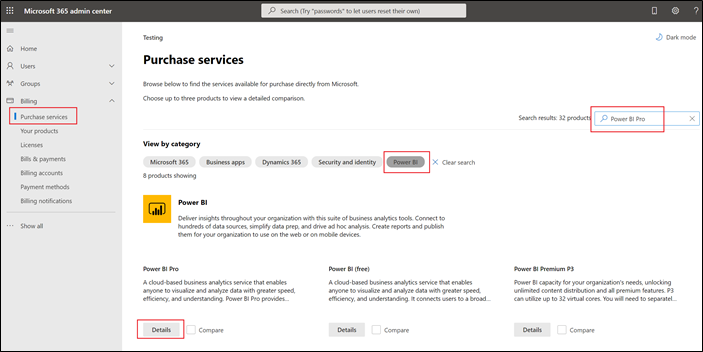 Microsoft 365 admin center
Search (Try "passwords" to let users reset their own)
?
Home
Users
Groups
Billing
Purchase services
Your products
Licenses
Bills & payments
Billing accounts
Payment methods
Billing notifications
Show all
Testing
Dark mode
Purchase services
Browse below to find the services available for purchase directly from Microsoft.
Choose up to three products to view a detailed comparison.
Search results: 32 products
Power BI Pro
View by category
Microsoft 365
Business apps
Dynamics 365
Security and identity
Power BI
Clear search
8 products showing
Power BI
Deliver insights throughout your organization with this suite of business analytics tools. Connect to
hundreds of data sources, simplify data prep, and drive ad hoc analysis. Create reports and publish
them for your organization to use on the web or on mobile devices.
Power BI Pro
A cloud-based business analytics service that enables
anyone to visualize and analyze data with greater speed,
efficiency, and understanding. Power BI Pro provides...
Details
Compare
Power BI (free)
A cloud-based business analytics service that enables
anyone to visualize and analyze data with greater speed,
efficiency, and understanding. It connects users to a broad...
Details
Compare
Power BI Premium P3
Power BI capacity for your organization's needs, unlocking
unlimited content distribution and all premium features. P3
can utilize up to 32 virtual cores. You will need to separatel...
Details
Compare